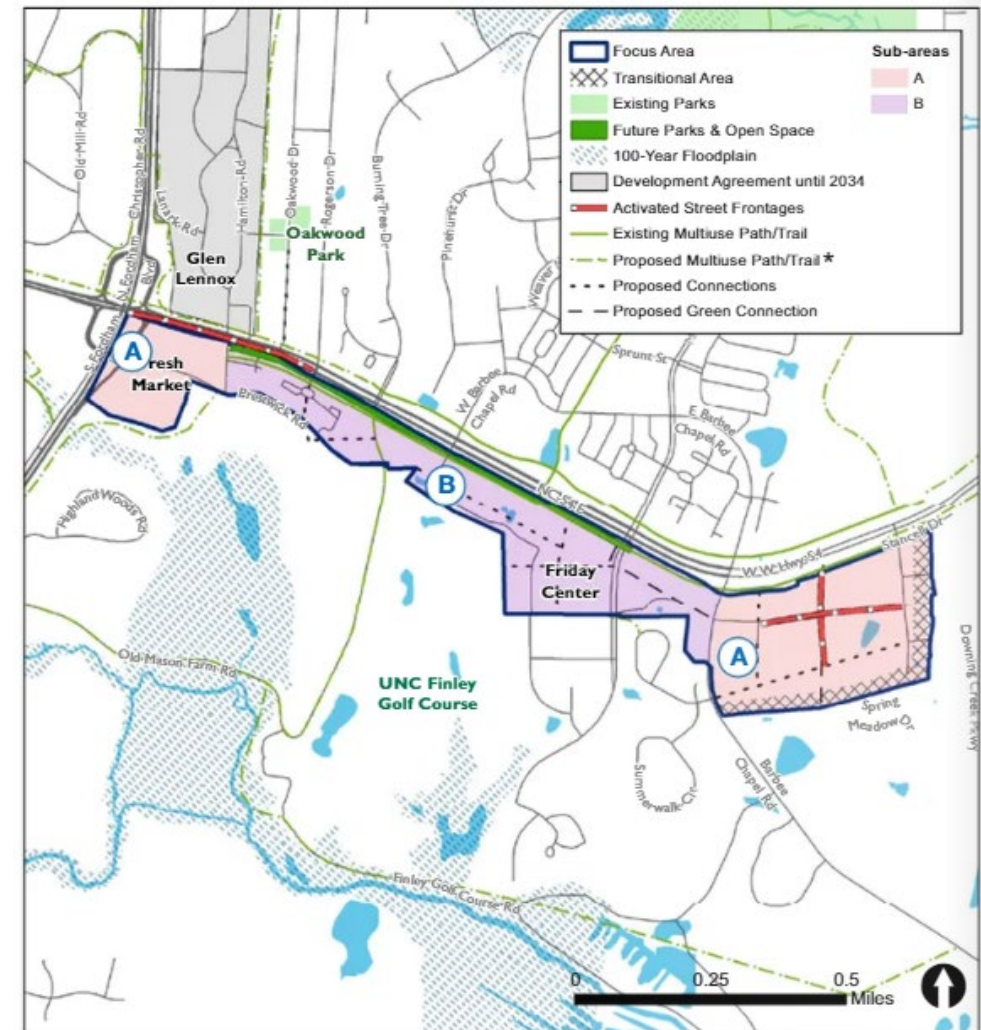 Focus Area
Transitional Area
Existing Parks
Future Parks & Open Space
100-Year Floodplain
Development Agreement until 2034
Activated Street Frontages
Existing Multiuse Path/Trail
Proposed Multiuse Path/Trail*
Proposed Connections
Proposed Green Connection
Sub-areas
A
B
Old Mill Rd
Christopher Rd
N Fordham
Blvd
Lanark Rd
Hamilton Rd
Oakwood Dr
Rogerson Dr
Burning Tree Dr
Pinehurst Dr
Weaver
Oakwood
Park
Glen
Lennox
S Fordham
A
resh
Market
Prestwick Rd
W Barbee
Chapel Rd
Sprunt St
E Barbee
Chapel Rd
B
NC 54 E
Highland Woods Rd
W W Hwy 54
Stancell Dr
Friday
Center
A
Old Mason Farm Rd
UNC Finley
Golf Course
Spring
Meadow Dr
Downing Creek Pkwy
Summerwalk Cir
Barbee
Chapel Rd
Finley Golf Course Rd
0 0.25 0.5
Miles